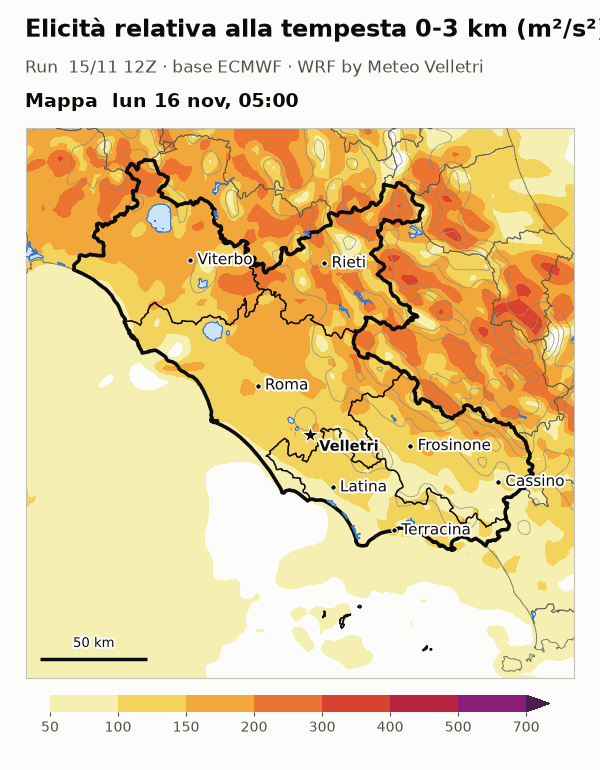 Elicità relativa alla tempesta 0-3 km (m²/s²)
Run  15/11 12Z · base ECMWF · WRF by Meteo Velletri
Mappa  lun 16 nov, 05:00
Viterbo
Rieti
Roma
Velletri
Frosinone
Latina
Cassino
Terracina
50 km
50 100 150 200 300 400 500 700